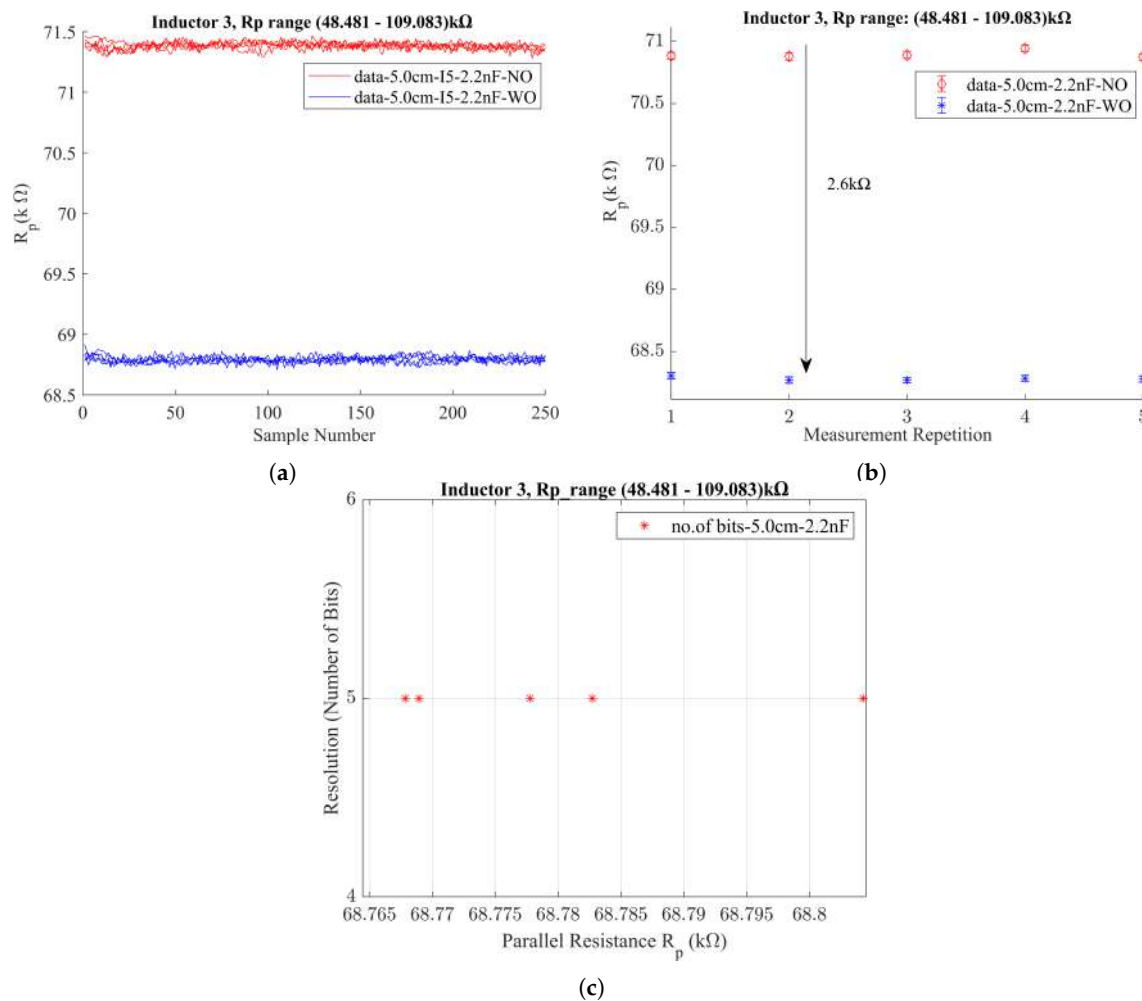 Inductor 3, Rp range (48.481 - 109.083)kΩ
71.5
71
70.5
70
69.5
69
68.5
R_p(k Ω)
data-5.0cm-I5-2.2nF-NO
data-5.0cm-I5-2.2nF-WO
0 50 100 150 200 250
Sample Number
(a)
Inductor 3, Rp range: (48.481 - 109.083)kΩ
71
70.5
70
69.5
69
68.5
R_p(k Ω)
data-5.0cm-2.2nF-NO
data-5.0cm-2.2nF-WO
2.6kΩ
1 2 3 4 5
Measurement Repetition
(b)
Inductor 3, Rp_range (48.481 - 109.083)kΩ
6
5
4
Resolution (Number of Bits)
no.of bits-5.0cm-2.2nF
68.765 68.77 68.775 68.78 68.785 68.79 68.795 68.8
Parallel Resistance R_p (kΩ)
(c)